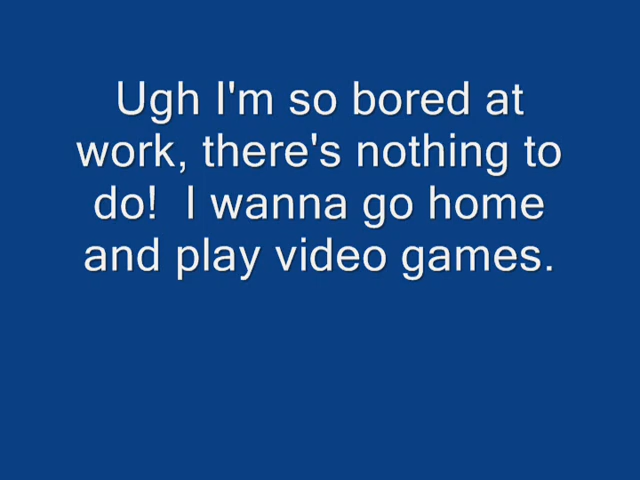 Ugh I'm so bored at
work, there's nothing to
do!  I wanna go home
and play video games.